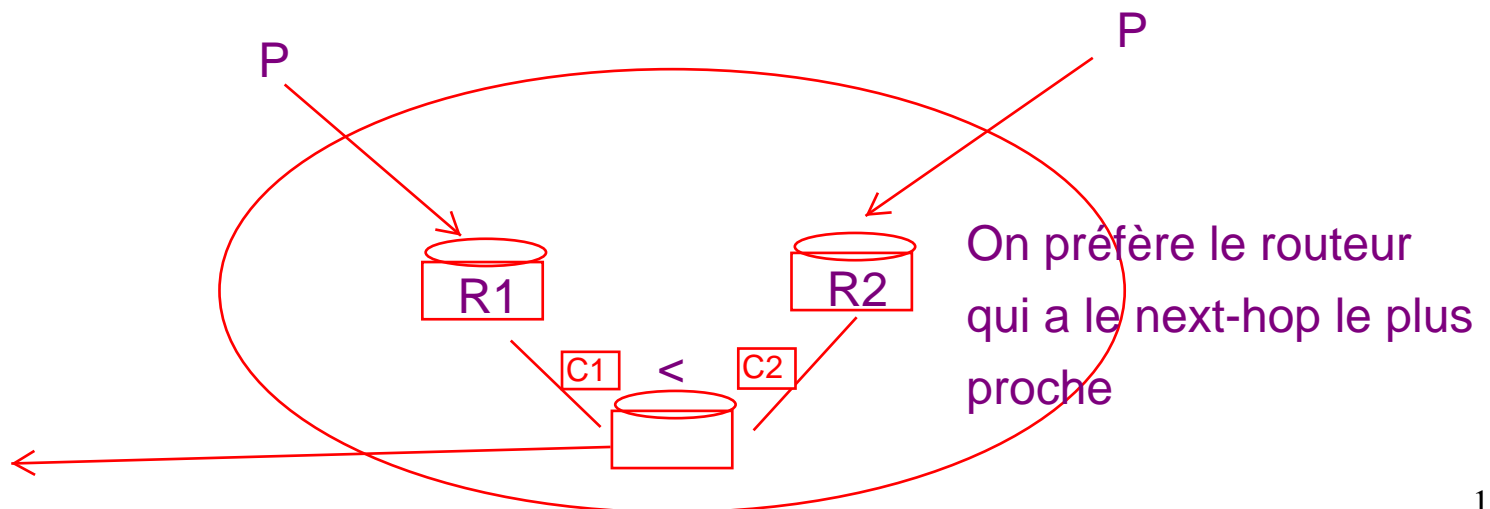 P
P
R1
R2
On préfère le routeur
qui a le next-hop le plus
proche
C1
<
C2
1